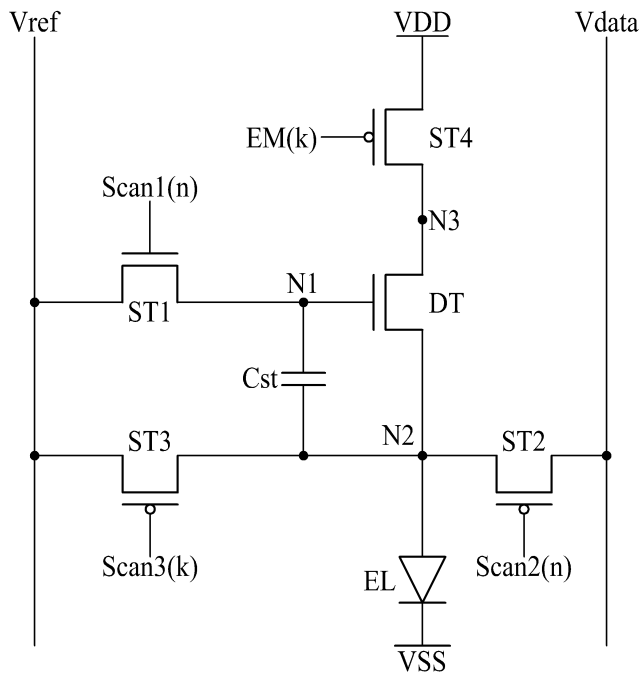 Vref
VDD
Vdata
EM(k)
ST4
Scan1(n)
N3
N1
ST1
DT
Cst
ST3
N2
ST2
Scan3(k)
EL
Scan2(n)
VSS